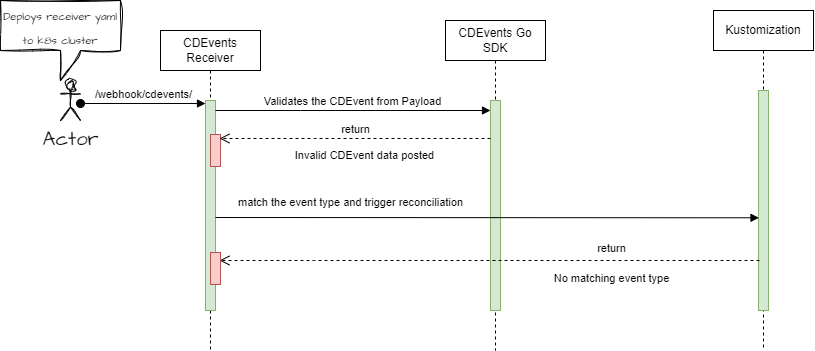 Deploys receiver yaml
to k8s cluster
CDEvents
Receiver
CDEvents Go
SDK
Kustomization
/webhook/cdevents/
Validates the CDEvent from Payload
Actor
return
Invalid CDEvent data posted
match the event type and trigger reconciliation
return
No matching event type